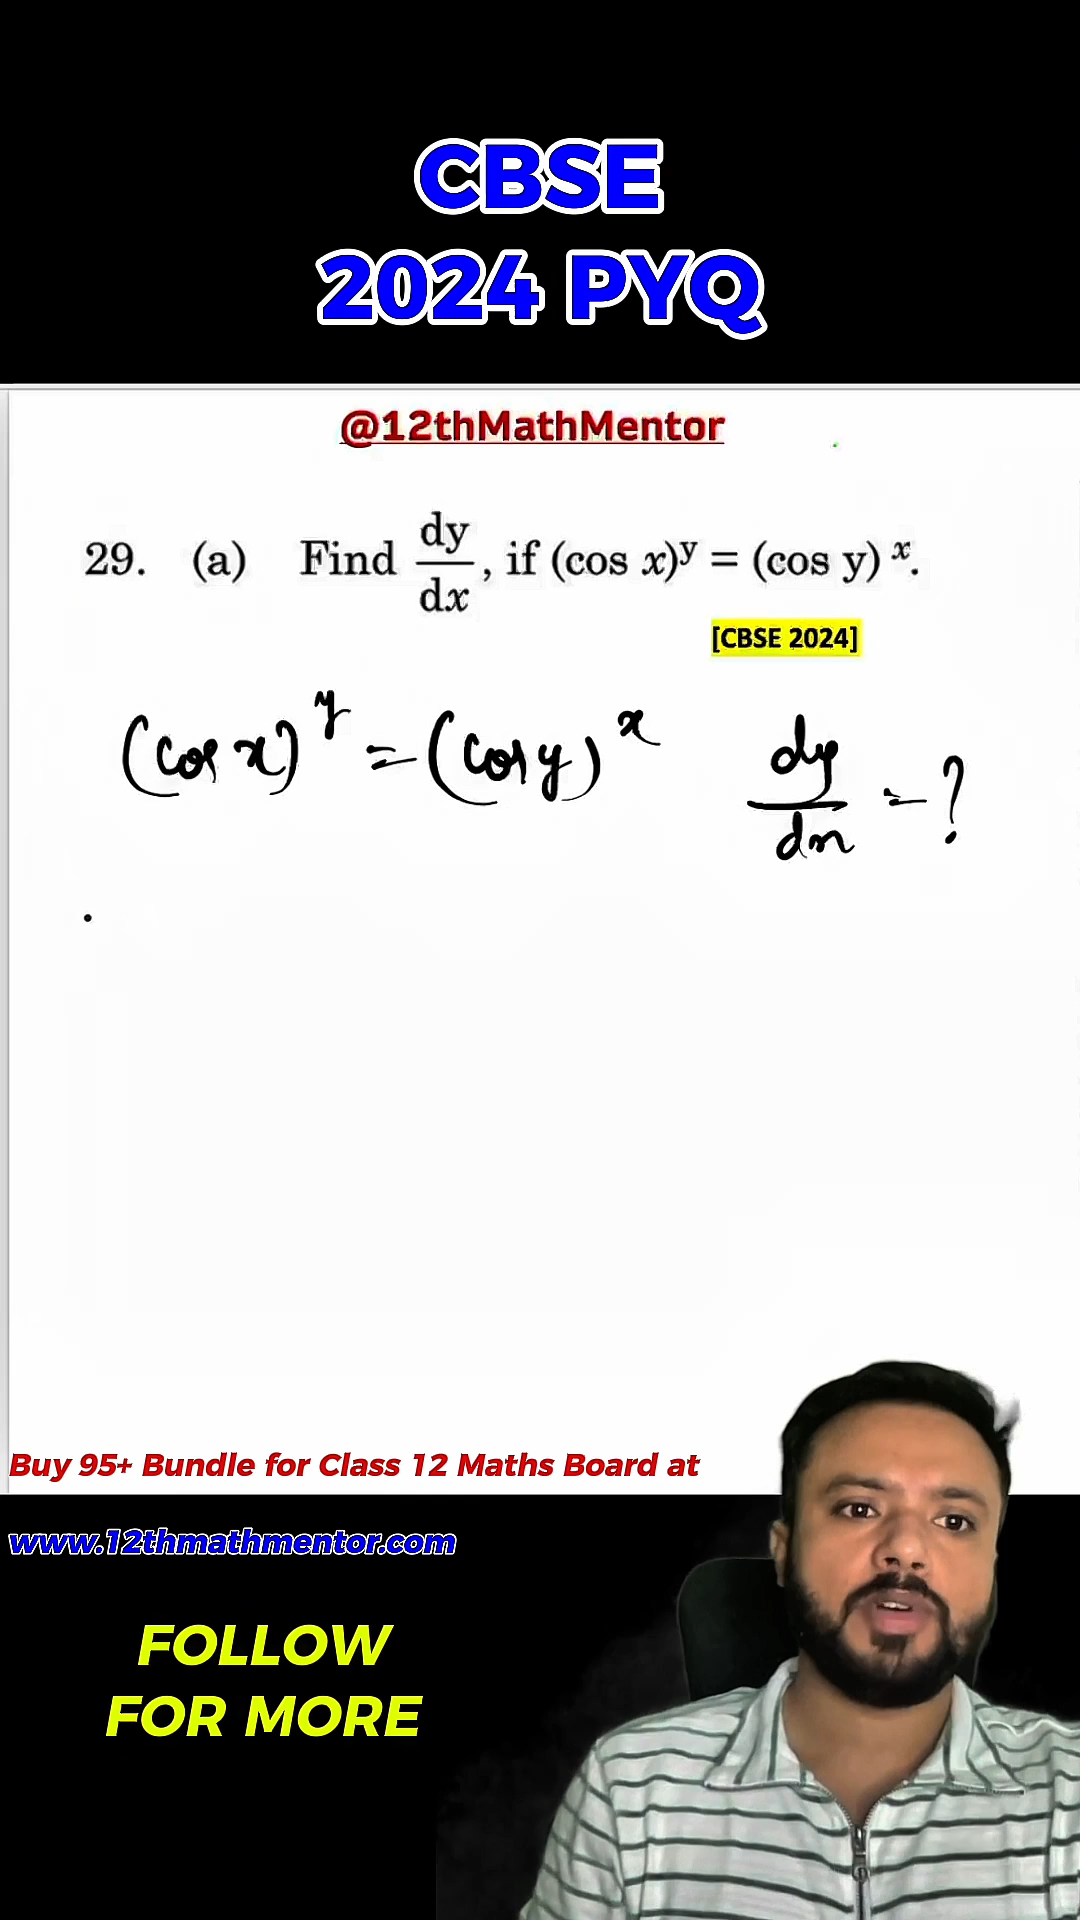 CBSE
2024 PYQ
@12thMathMentor
29. (a) Find dy/dx, if (cos x)^y = (cos y)^x.
[CBSE 2024]
(cos x)^y = (cos y)^x dy/dx = ?
Buy 95+ Bundle for Class 12 Maths Board at
www.12thmathmentor.com
FOLLOW
FOR MORE